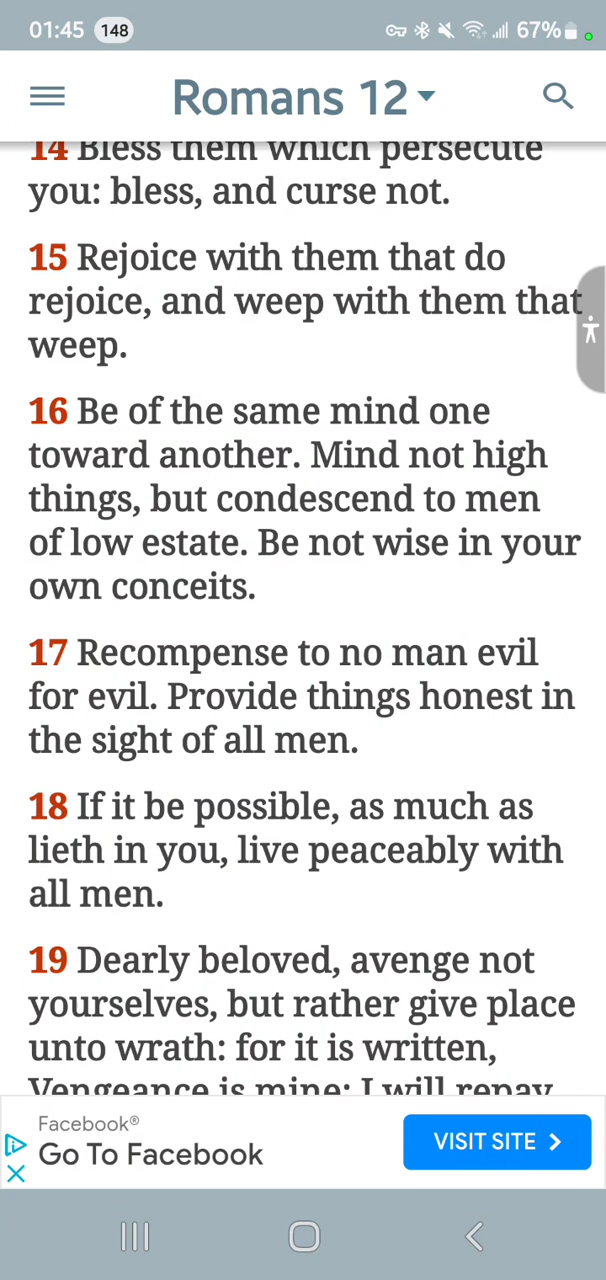 01:45 148 67%
Romans 12
14 Bless them which persecute
you: bless, and curse not.
15 Rejoice with them that do
rejoice, and weep with them that
weep.
16 Be of the same mind one
toward another. Mind not high
things, but condescend to men
of low estate. Be not wise in your
own conceits.
17 Recompense to no man evil
for evil. Provide things honest in
the sight of all men.
18 If it be possible, as much as
lieth in you, live peaceably with
all men.
19 Dearly beloved, avenge not
yourselves, but rather give place
unto wrath: for it is written,
Vengeance is mine; I will repay,
Facebook®
Go To Facebook
VISIT SITE